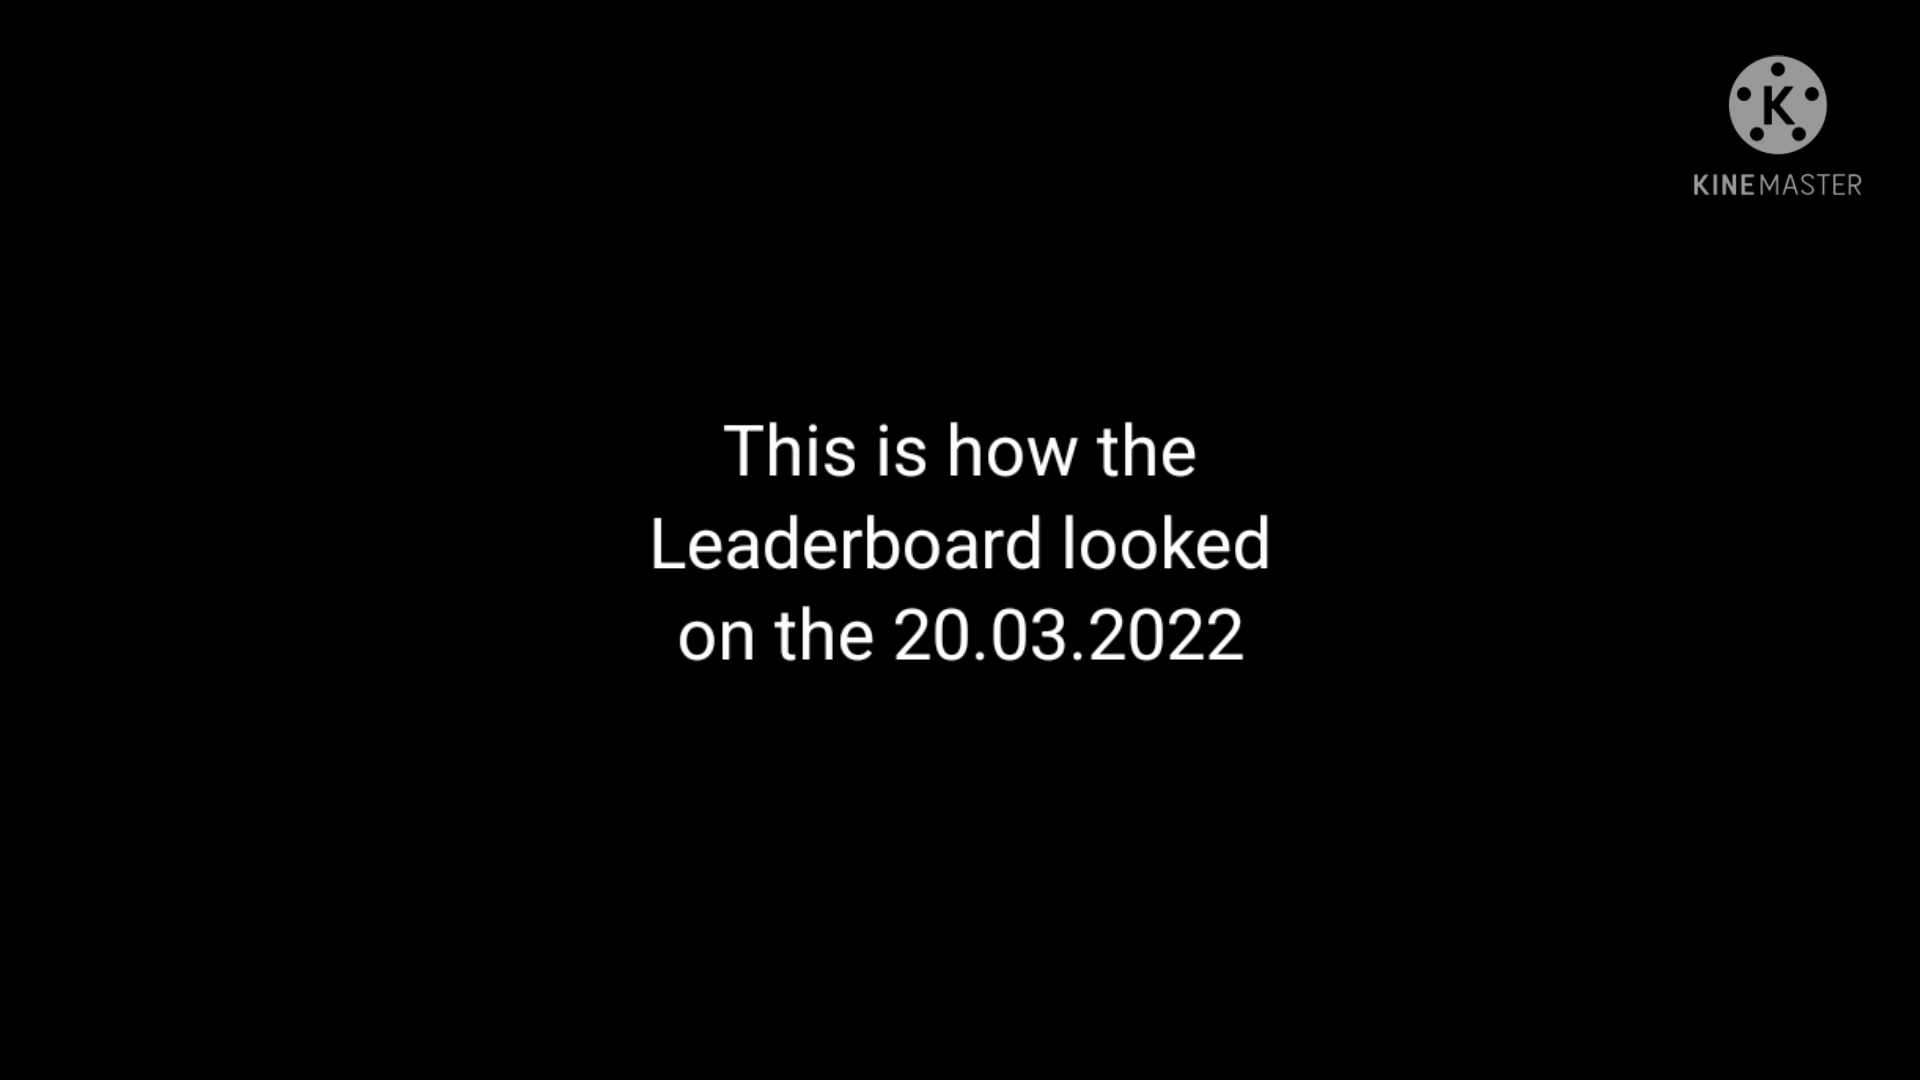 K
KINEMASTER
This is how the
Leaderboard looked
on the 20.03.2022